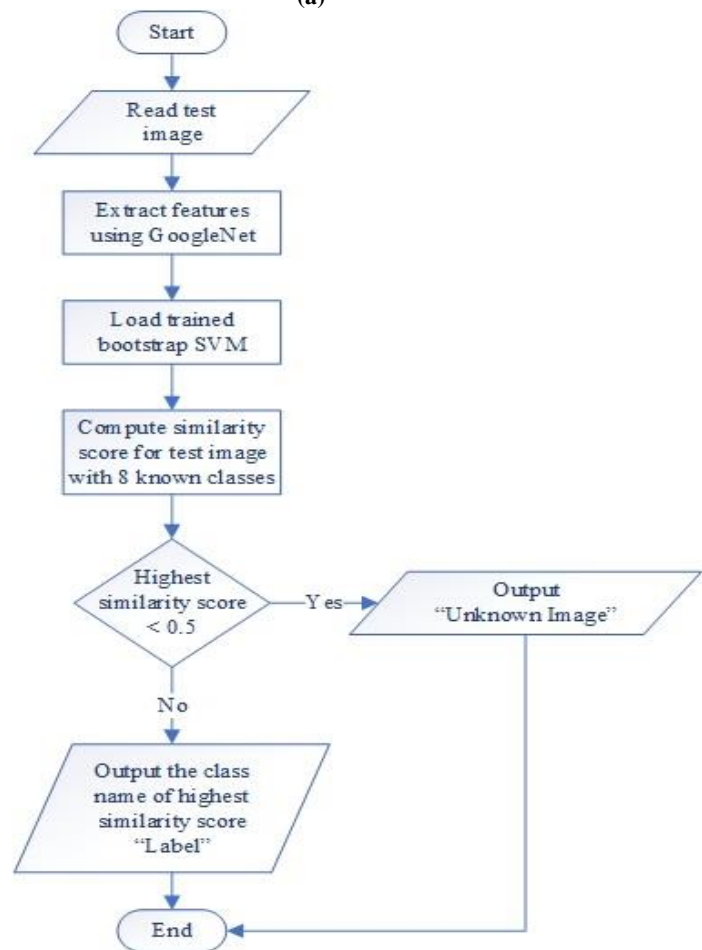 (a)
Start
Read test
image
Extract features
using GoogleNet
Load trained
bootstrap SVM
Compute similarity
score for test image
with 8 known classes
Highest
similarity score
< 0.5
Yes
Output
“Unknown Image”
No
Output the class
name of highest
similarity score
“Label”
End